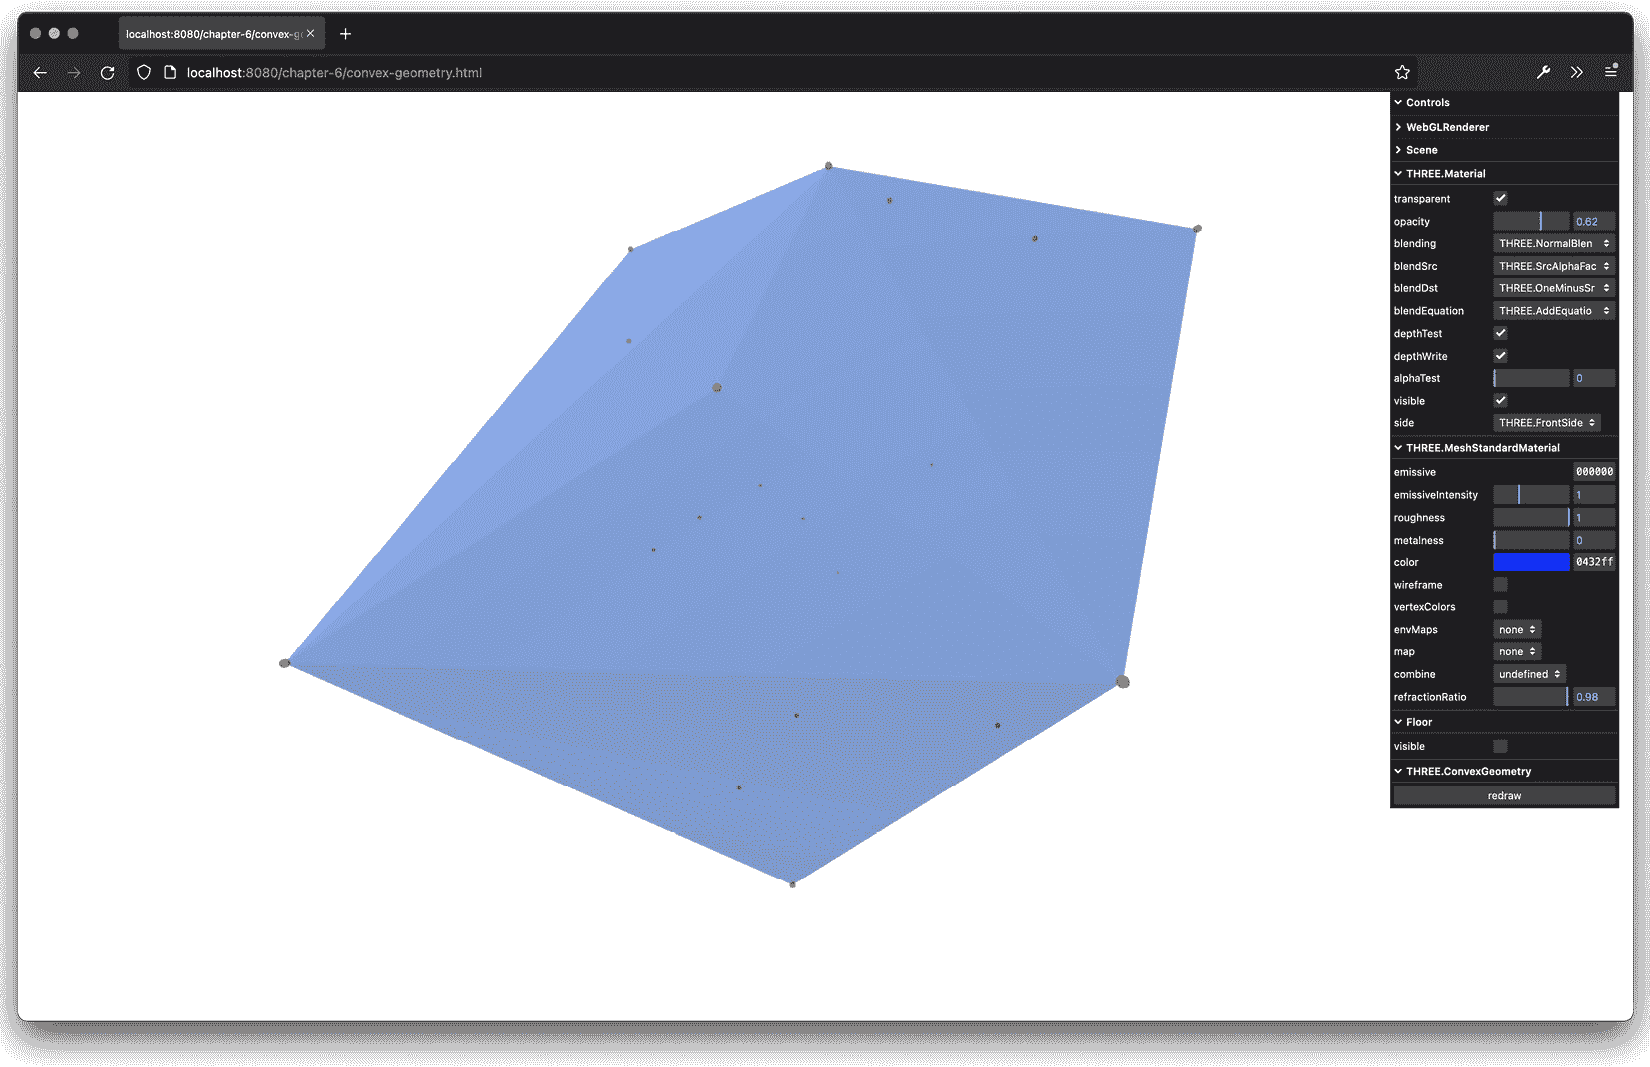 localhost:8080/chapter-6/convex-g
localhost:8080/chapter-6/convex-geometry.html
Controls
WebGLRenderer
Scene
THREE.Material
transparent
opacity 0.62
blending THREE.NormalBlen
blendSrc THREE.SrcAlphaFac
blendDst THREE.OneMinusSr
blendEquation THREE.AddEquatio
depthTest
depthWrite
alphaTest 0
visible
side THREE.FrontSide
THREE.MeshStandardMaterial
emissive 000000
emissiveIntensity 1
roughness 1
metalness 0
color 0432ff
wireframe
vertexColors
envMaps none
map none
combine undefined
refractionRatio 0.98
Floor
visible
THREE.ConvexGeometry
redraw